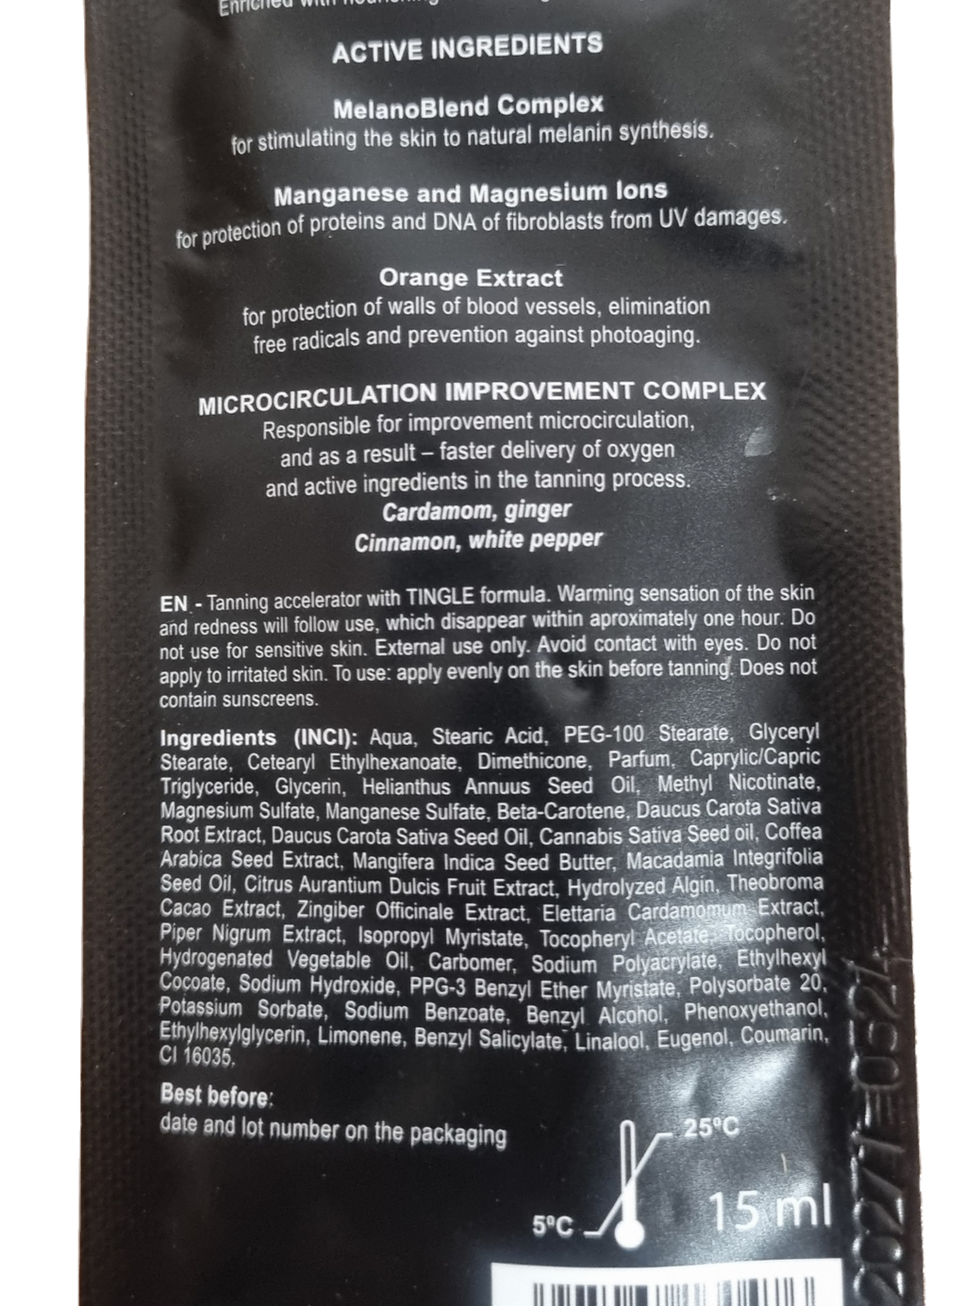 Enriched with
ACTIVE INGREDIENTS
MelanoBlend Complex
for stimulating the skin to natural melanin synthesis.
Manganese and Magnesium Ions
for protection of proteins and DNA of fibroblasts from UV damages.
Orange Extract
for protection of walls of blood vessels, elimination
free radicals and prevention against photoaging.
MICROCIRCULATION IMPROVEMENT COMPLEX
Responsible for improvement microcirculation,
and as a result – faster delivery of oxygen
and active ingredients in the tanning process.
Cardamom, ginger
Cinnamon, white pepper
EN - Tanning accelerator with TINGLE formula. Warming sensation of the skin
and redness will follow use, which disappear within aproximately one hour. Do
not use for sensitive skin. External use only. Avoid contact with eyes. Do not
apply to irritated skin. To use: apply evenly on the skin before tanning. Does not
contain sunscreens.
Ingredients (INCI): Aqua, Stearic Acid, PEG-100 Stearate, Glyceryl
Stearate, Cetearyl Ethylhexanoate, Dimethicone, Parfum, Caprylic/Capric
Triglyceride, Glycerin, Helianthus Annuus Seed Oil, Methyl Nicotinate,
Magnesium Sulfate, Manganese Sulfate, Beta-Carotene, Daucus Carota Sativa
Root Extract, Daucus Carota Sativa Seed Oil, Cannabis Sativa Seed oil, Coffea
Arabica Seed Extract, Mangifera Indica Seed Butter, Macadamia Integrifolia
Seed Oil, Citrus Aurantium Dulcis Fruit Extract, Hydrolyzed Algin, Theobroma
Cacao Extract, Zingiber Officinale Extract, Elettaria Cardamomum Extract,
Piper Nigrum Extract, Isopropyl Myristate, Tocopheryl Acetate, Tocopherol,
Hydrogenated Vegetable Oil, Carbomer, Sodium Polyacrylate, Ethylhexyl
Cocoate, Sodium Hydroxide, PPG-3 Benzyl Ether Myristate, Polysorbate 20,
Potassium Sorbate, Sodium Benzoate, Benzyl Alcohol, Phenoxyethanol,
Ethylhexylglycerin, Limonene, Benzyl Salicylate, Linalool, Eugenol, Coumarin,
CI 16035.
Best before:
date and lot number on the packaging
25°C
5°C
15 ml